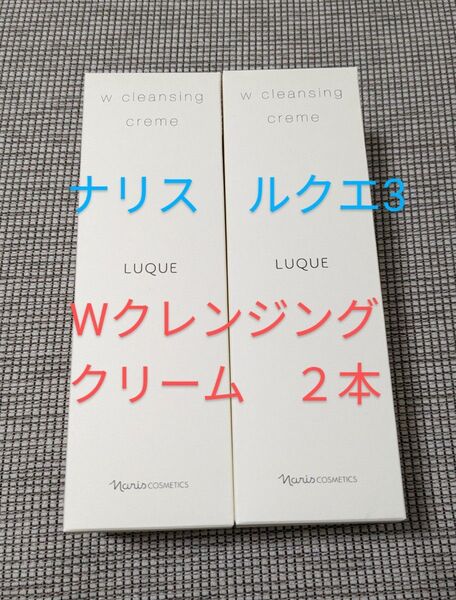 w cleansing
creme
w cleansing
creme
ナリス　ルクエ3
LUQUE
LUQUE
Wクレンジング
クリーム　２本
Naris COSMETICS
Naris COSMETICS